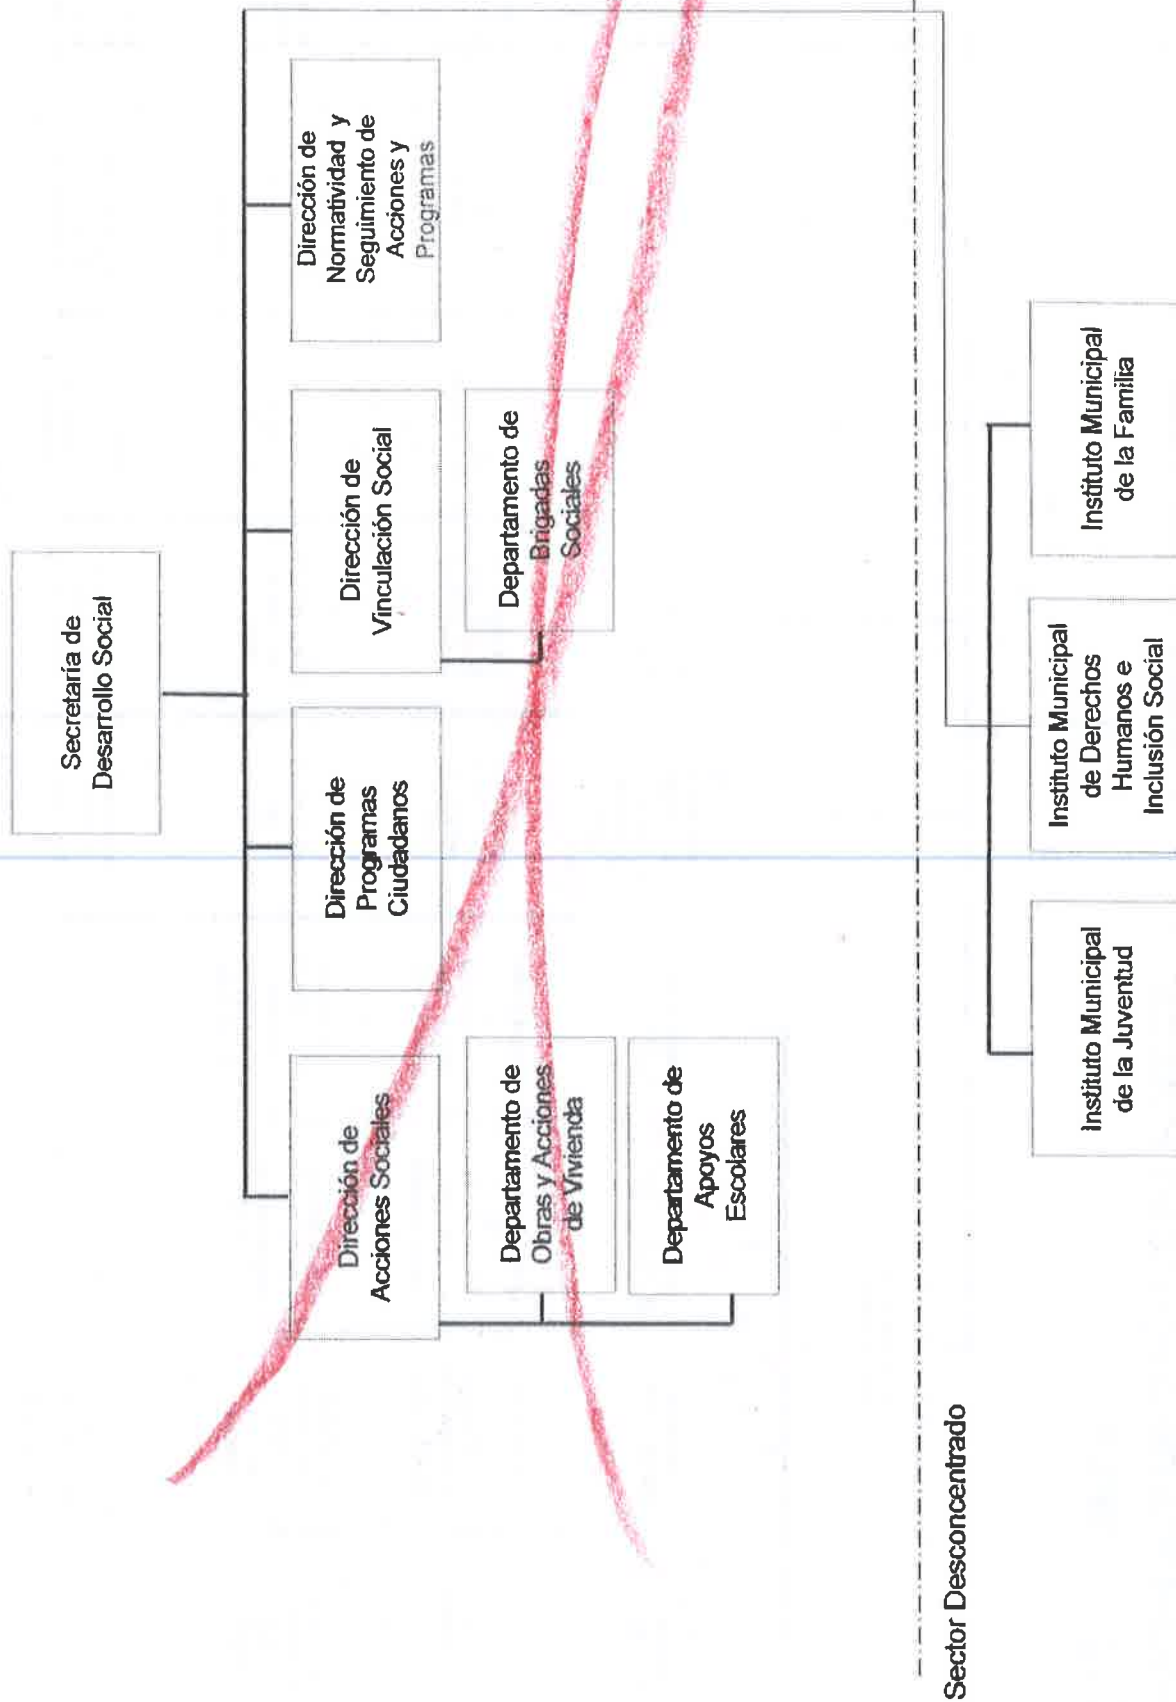 Secretaría de
Desarrollo Social
Dirección de
Acciones Sociales
Dirección de
Programas
Ciudadanos
Dirección de
Vinculación Social
Dirección de
Normatividad y
Seguimiento de
Acciones y
Programas
Departamento de
Obras y Acciones
de Vivienda
Departamento de
Brigadas
Sociales
Departamento de
Apoyos
Escolares
Sector Desconcentrado
Instituto Municipal
de la Juventud
Instituto Municipal
de Derechos
Humanos e
Inclusión Social
Instituto Municipal
de la Familia